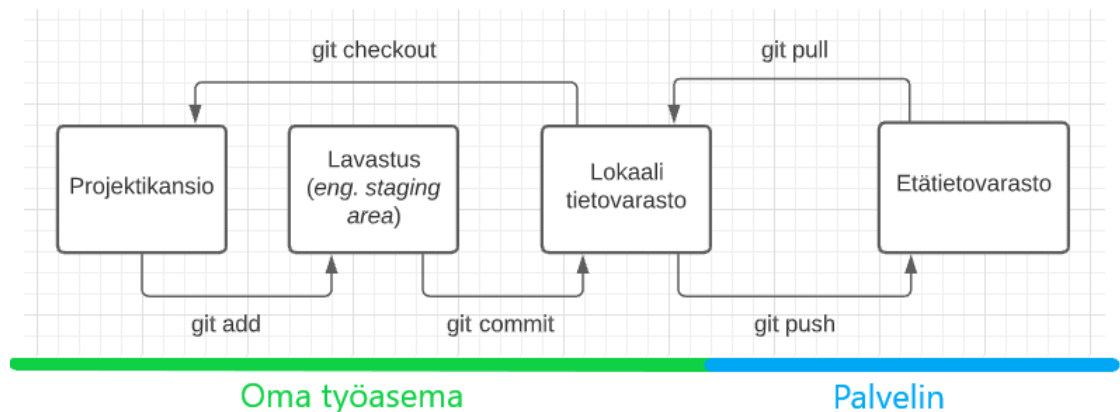 git checkout
git pull
Projektikansio
Lavastus
(eng. staging
area)
Lokaali
tietovarasto
Etätietovarasto
git add
git commit
git push
Oma työasema
Palvelin